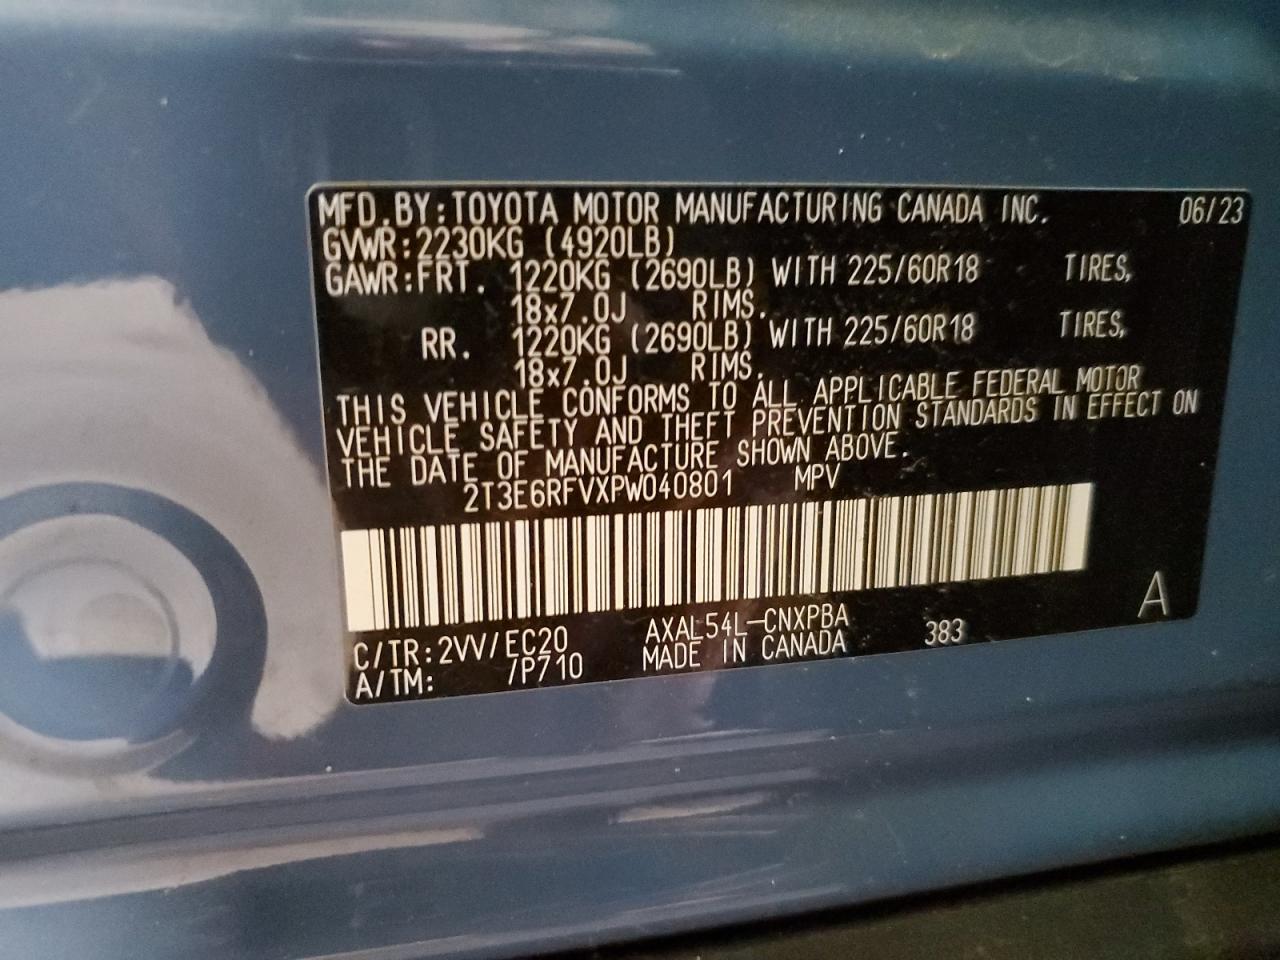 MFD.BY:TOYOTA MOTOR MANUFACTURING CANADA INC. 06/23
GVWR:2230KG (4920LB)
GAWR:FRT. 1220KG (2690LB) WITH 225/60R18 TIRES,
18x7.0J RIMS.
RR. 1220KG (2690LB) WITH 225/60R18 TIRES,
18x7.0J RIMS.
THIS VEHICLE CONFORMS TO ALL APPLICABLE FEDERAL MOTOR
VEHICLE SAFETY AND THEFT PREVENTION STANDARDS IN EFFECT ON
THE DATE OF MANUFACTURE SHOWN ABOVE.
2T3E6RFVXPW040801 MPV
A
C/TR:2VV/EC20 AXAL54L-CNXPBA 383
A/TM: /P710 MADE IN CANADA